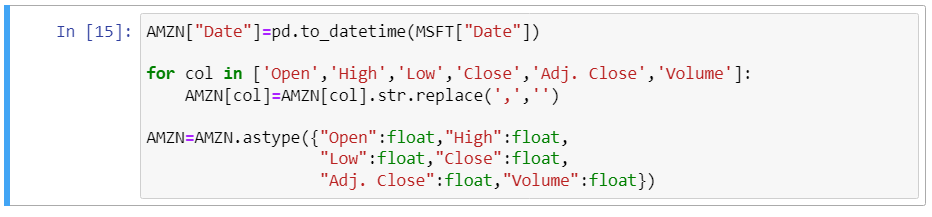 In [15]: AMZN["Date"]=pd.to_datetime(MSFT["Date"])
for col in ['Open','High','Low','Close','Adj. Close','Volume']:
    AMZN[col]=AMZN[col].str.replace(',','')
AMZN=AMZN.astype({"Open":float,"High":float,
                  "Low":float,"Close":float,
                  "Adj. Close":float,"Volume":float})